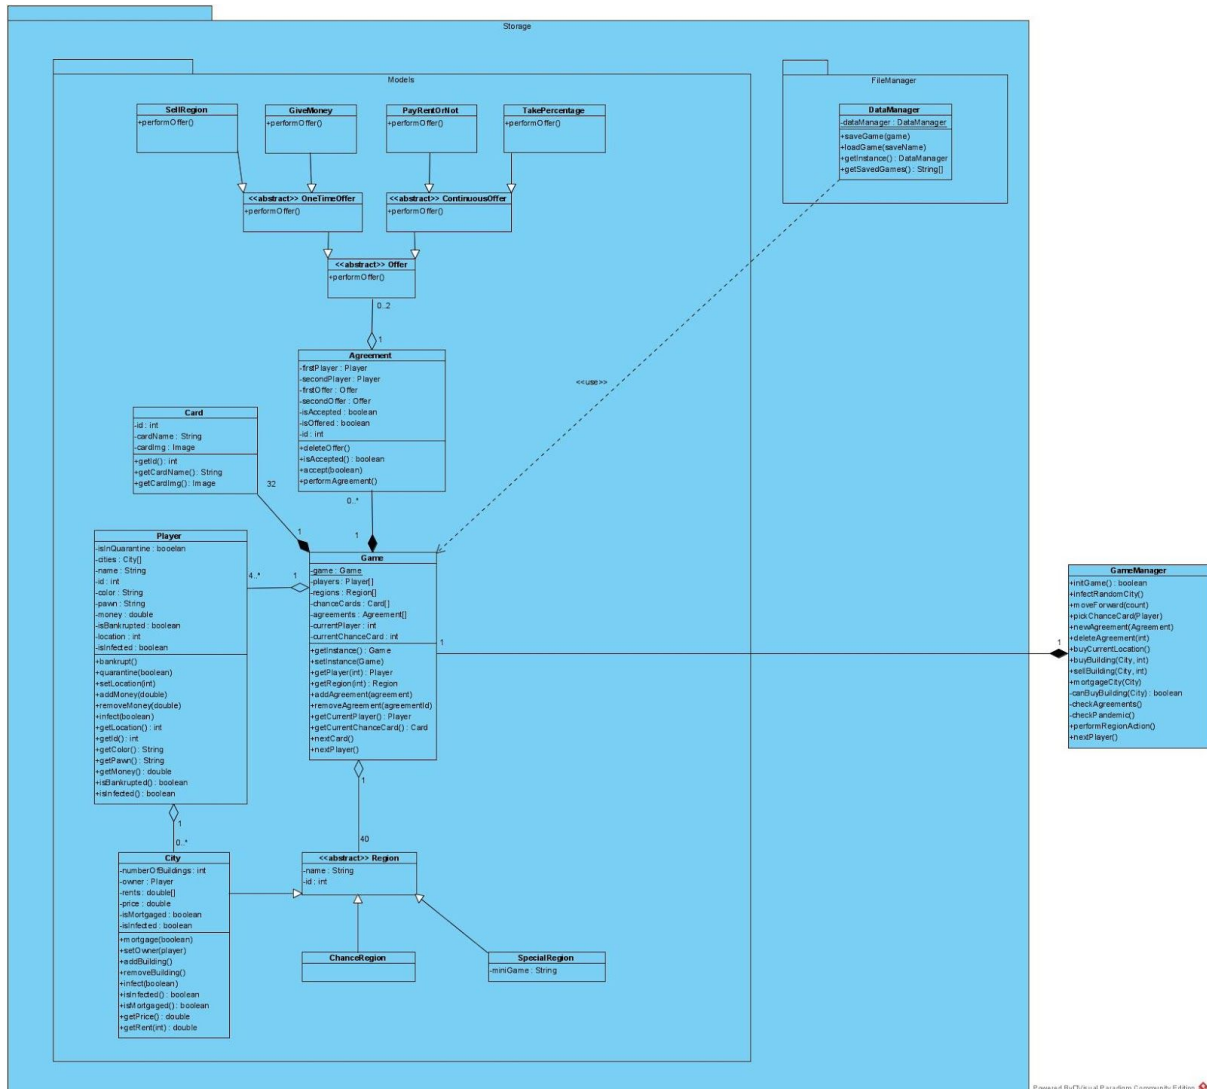 Storage
Models
FileManager
SellRegion
+performOffer()
GiveMoney
+performOffer()
PayRentOrNot
+performOffer()
TakePercentage
+performOffer()
DataManager
-dataManager : DataManager
+saveGame(game)
+loadGame(saveName)
+getInstance() : DataManager
+getSavedGames() : String[]
<<abstract>> OneTimeOffer
+performOffer()
<<abstract>> ContinuousOffer
+performOffer()
<<abstract>> Offer
+performOffer()
0..2
1
Agreement
-firstPlayer : Player
-secondPlayer : Player
-firstOffer : Offer
-secondOffer : Offer
-isAccepted : boolean
-isOffered : boolean
-id : int
+deleteOffer()
+isAccepted() : boolean
+accept(boolean)
+performAgreement()
<<use>>
Card
-id : int
-cardName : String
-cardImg : Image
+getId() : int
+getCardName() : String
+getCardImg() : Image
32
1
0..*
1
Player
-isInQuarantine : booelan
-cities : City[]
-name : String
-id : int
-color : String
-pawn : String
-money : double
-isBankrupted : boolean
-location : int
-isInfected : boolean
+bankrupt()
+quarantine(boolean)
+setLocation(int)
+addMoney(double)
+removeMoney(double)
+infect(boolean)
+getLocation() : int
+getId() : int
+getColor() : String
+getPawn() : String
+getMoney() : double
+isBankrupted() : boolean
+isInfected() : boolean
4..*
1
Game
-game : Game
-players : Player[]
-regions : Region[]
-chanceCards : Card[]
-agreements : Agreement[]
-currentPlayer : int
-currentChanceCard : int
+getInstance() : Game
+setInstance(Game)
+getPlayer(int) : Player
+getRegion(int) : Region
+addAgreement(agreement)
+removeAgreement(agreementId)
+getCurrentPlayer() : Player
+getCurrentChanceCard() : Card
+nextCard()
+nextPlayer()
1
1
GameManager
+initGame() : boolean
+infectRandomCity()
+moveForward(count)
+pickChanceCard(Player)
+newAgreement(Agreement)
+deleteAgreement(int)
+buyCurrentLocation()
+buyBuilding(City, int)
+sellBuilding(City, int)
+mortgageCity(City)
-canBuyBuilding(City) : boolean
-checkAgreements()
-checkPandemic()
+performRegionAction()
+nextPlayer()
1
0..*
1
40
City
-numberOfBuildings : int
-owner : Player
-rents : double[]
-price : double
-isMortgaged : boolean
-isInfected : boolean
+mortgage(boolean)
+setOwner(player)
+addBuilding()
+removeBuilding()
+infect(boolean)
+isInfected() : boolean
+isMortgaged() : boolean
+getPrice() : double
+getRent(int) : double
<<abstract>> Region
-name : String
-id : int
ChanceRegion
SpecialRegion
-miniGame : String
Powered By Visual Paradigm Community Edition